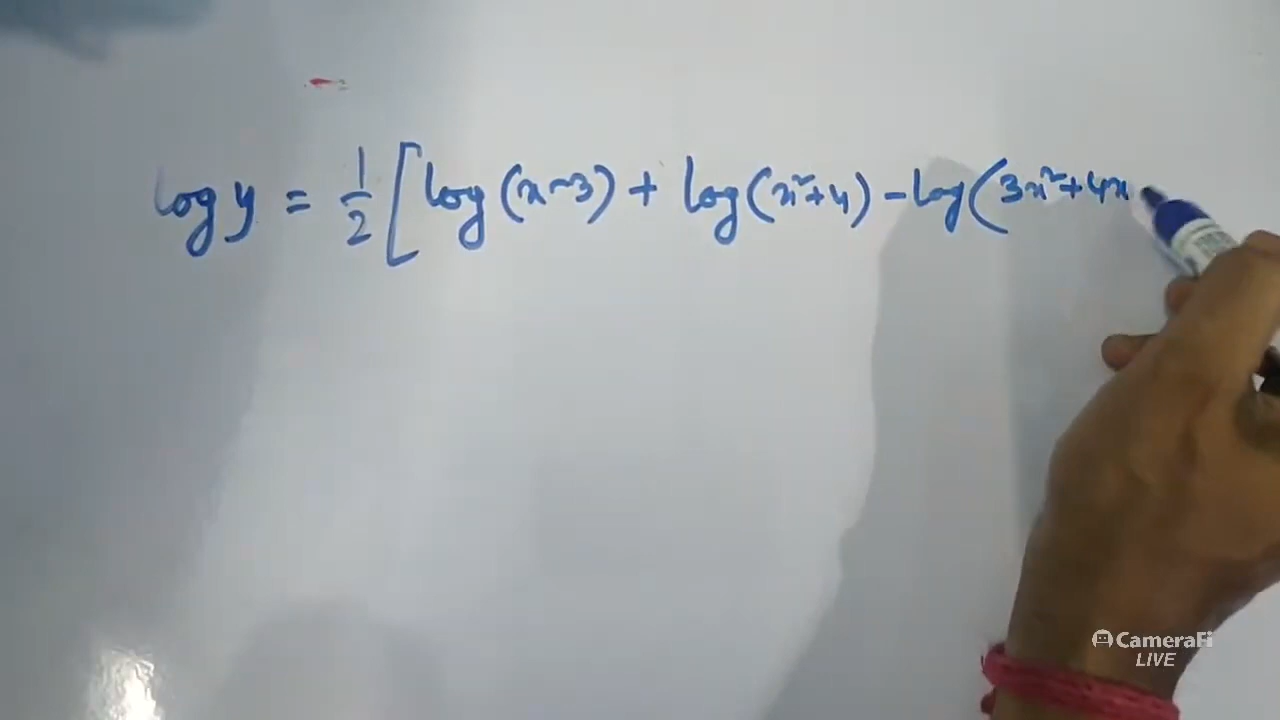 log y = 1/2 [log (x-3) + log (x²+4) - log (3x²+4x
CameraFi
LIVE